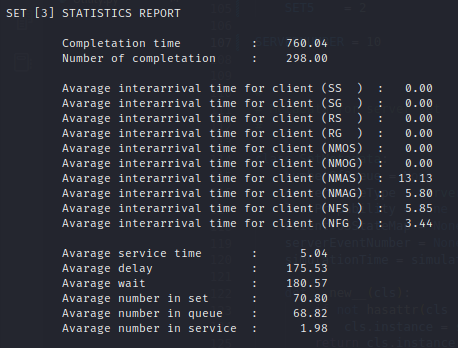 SET [3] STATISTICS REPORT
Completion time : 760.04
Number of completion : 298.00
Avarage interarrival time for client (SS ) : 0.00
Avarage interarrival time for client (SG ) : 0.00
Avarage interarrival time for client (RS ) : 0.00
Avarage interarrival time for client (RG ) : 0.00
Avarage interarrival time for client (NMOS) : 0.00
Avarage interarrival time for client (NMOG) : 0.00
Avarage interarrival time for client (NMAS) : 13.13
Avarage interarrival time for client (NMAG) : 5.80
Avarage interarrival time for client (NFS ) : 5.85
Avarage interarrival time for client (NFG ) : 3.44
Avarage service time : 5.04
Avarage delay : 175.53
Avarage wait : 180.57
Avarage number in set : 70.80
Avarage number in queue : 68.82
Avarage number in service : 1.98